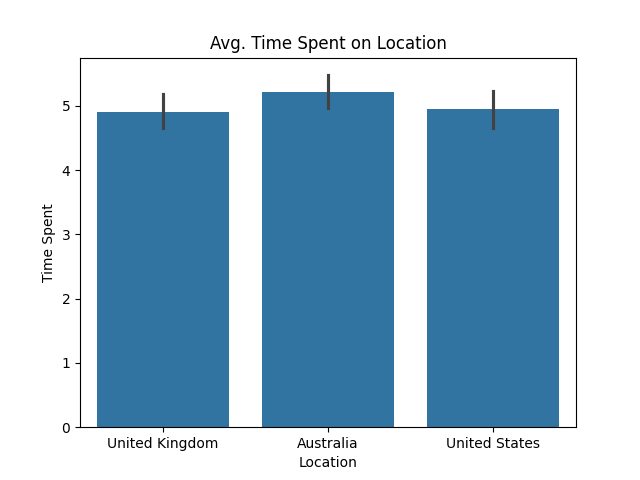 Avg. Time Spent on Location
5
4
3
2
1
0
Time Spent
United Kingdom
Australia
United States
Location